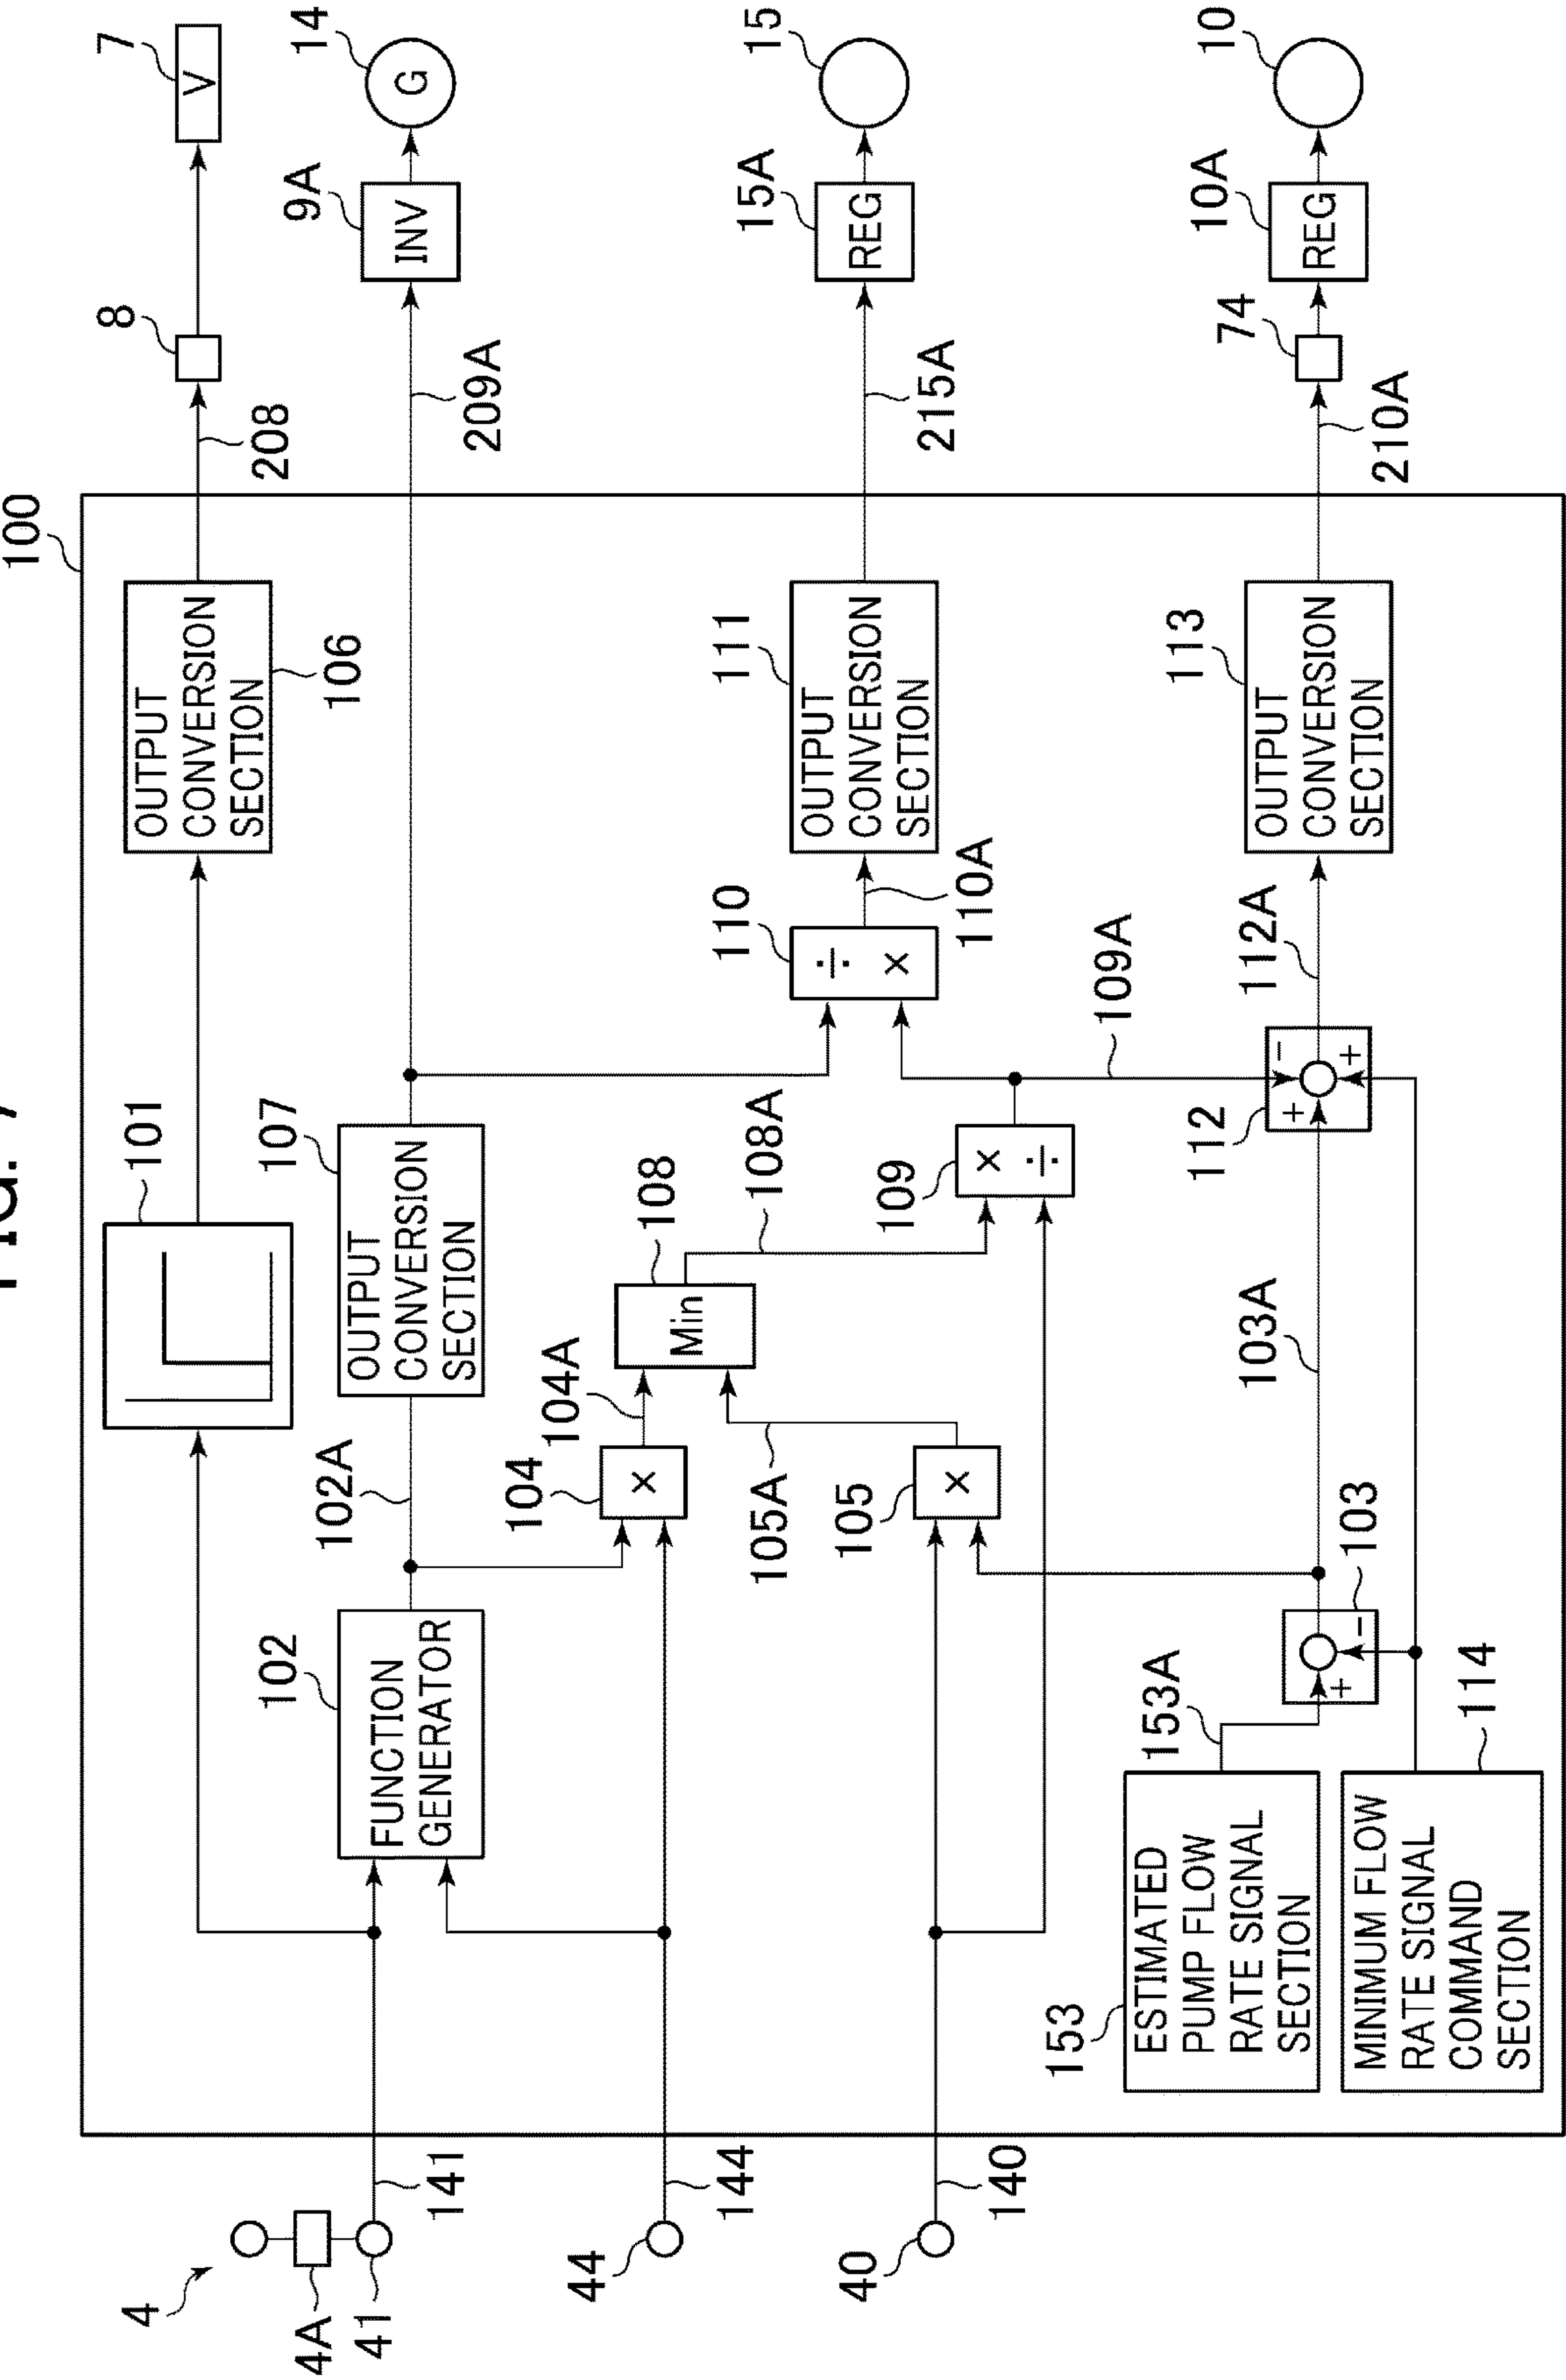 FIG. 7
100
4
101
8
7
OUTPUT
CONVERSION
SECTION
106
208
V
4A
41
141
102
FUNCTION
GENERATOR
102A
107
OUTPUT
CONVERSION
SECTION
209A
9A
INV
14
G
44
144
104
×
104A
108
Min
108A
110
÷
×
110A
111
OUTPUT
CONVERSION
SECTION
215A
15A
REG
15
40
140
105A
105
×
109
×
÷
109A
153
ESTIMATED
PUMP FLOW
RATE SIGNAL
SECTION
153A
+
−
103
103A
112
+
−
+
112A
113
OUTPUT
CONVERSION
SECTION
210A
74
10A
REG
10
MINIMUM FLOW
RATE SIGNAL
COMMAND
SECTION
114